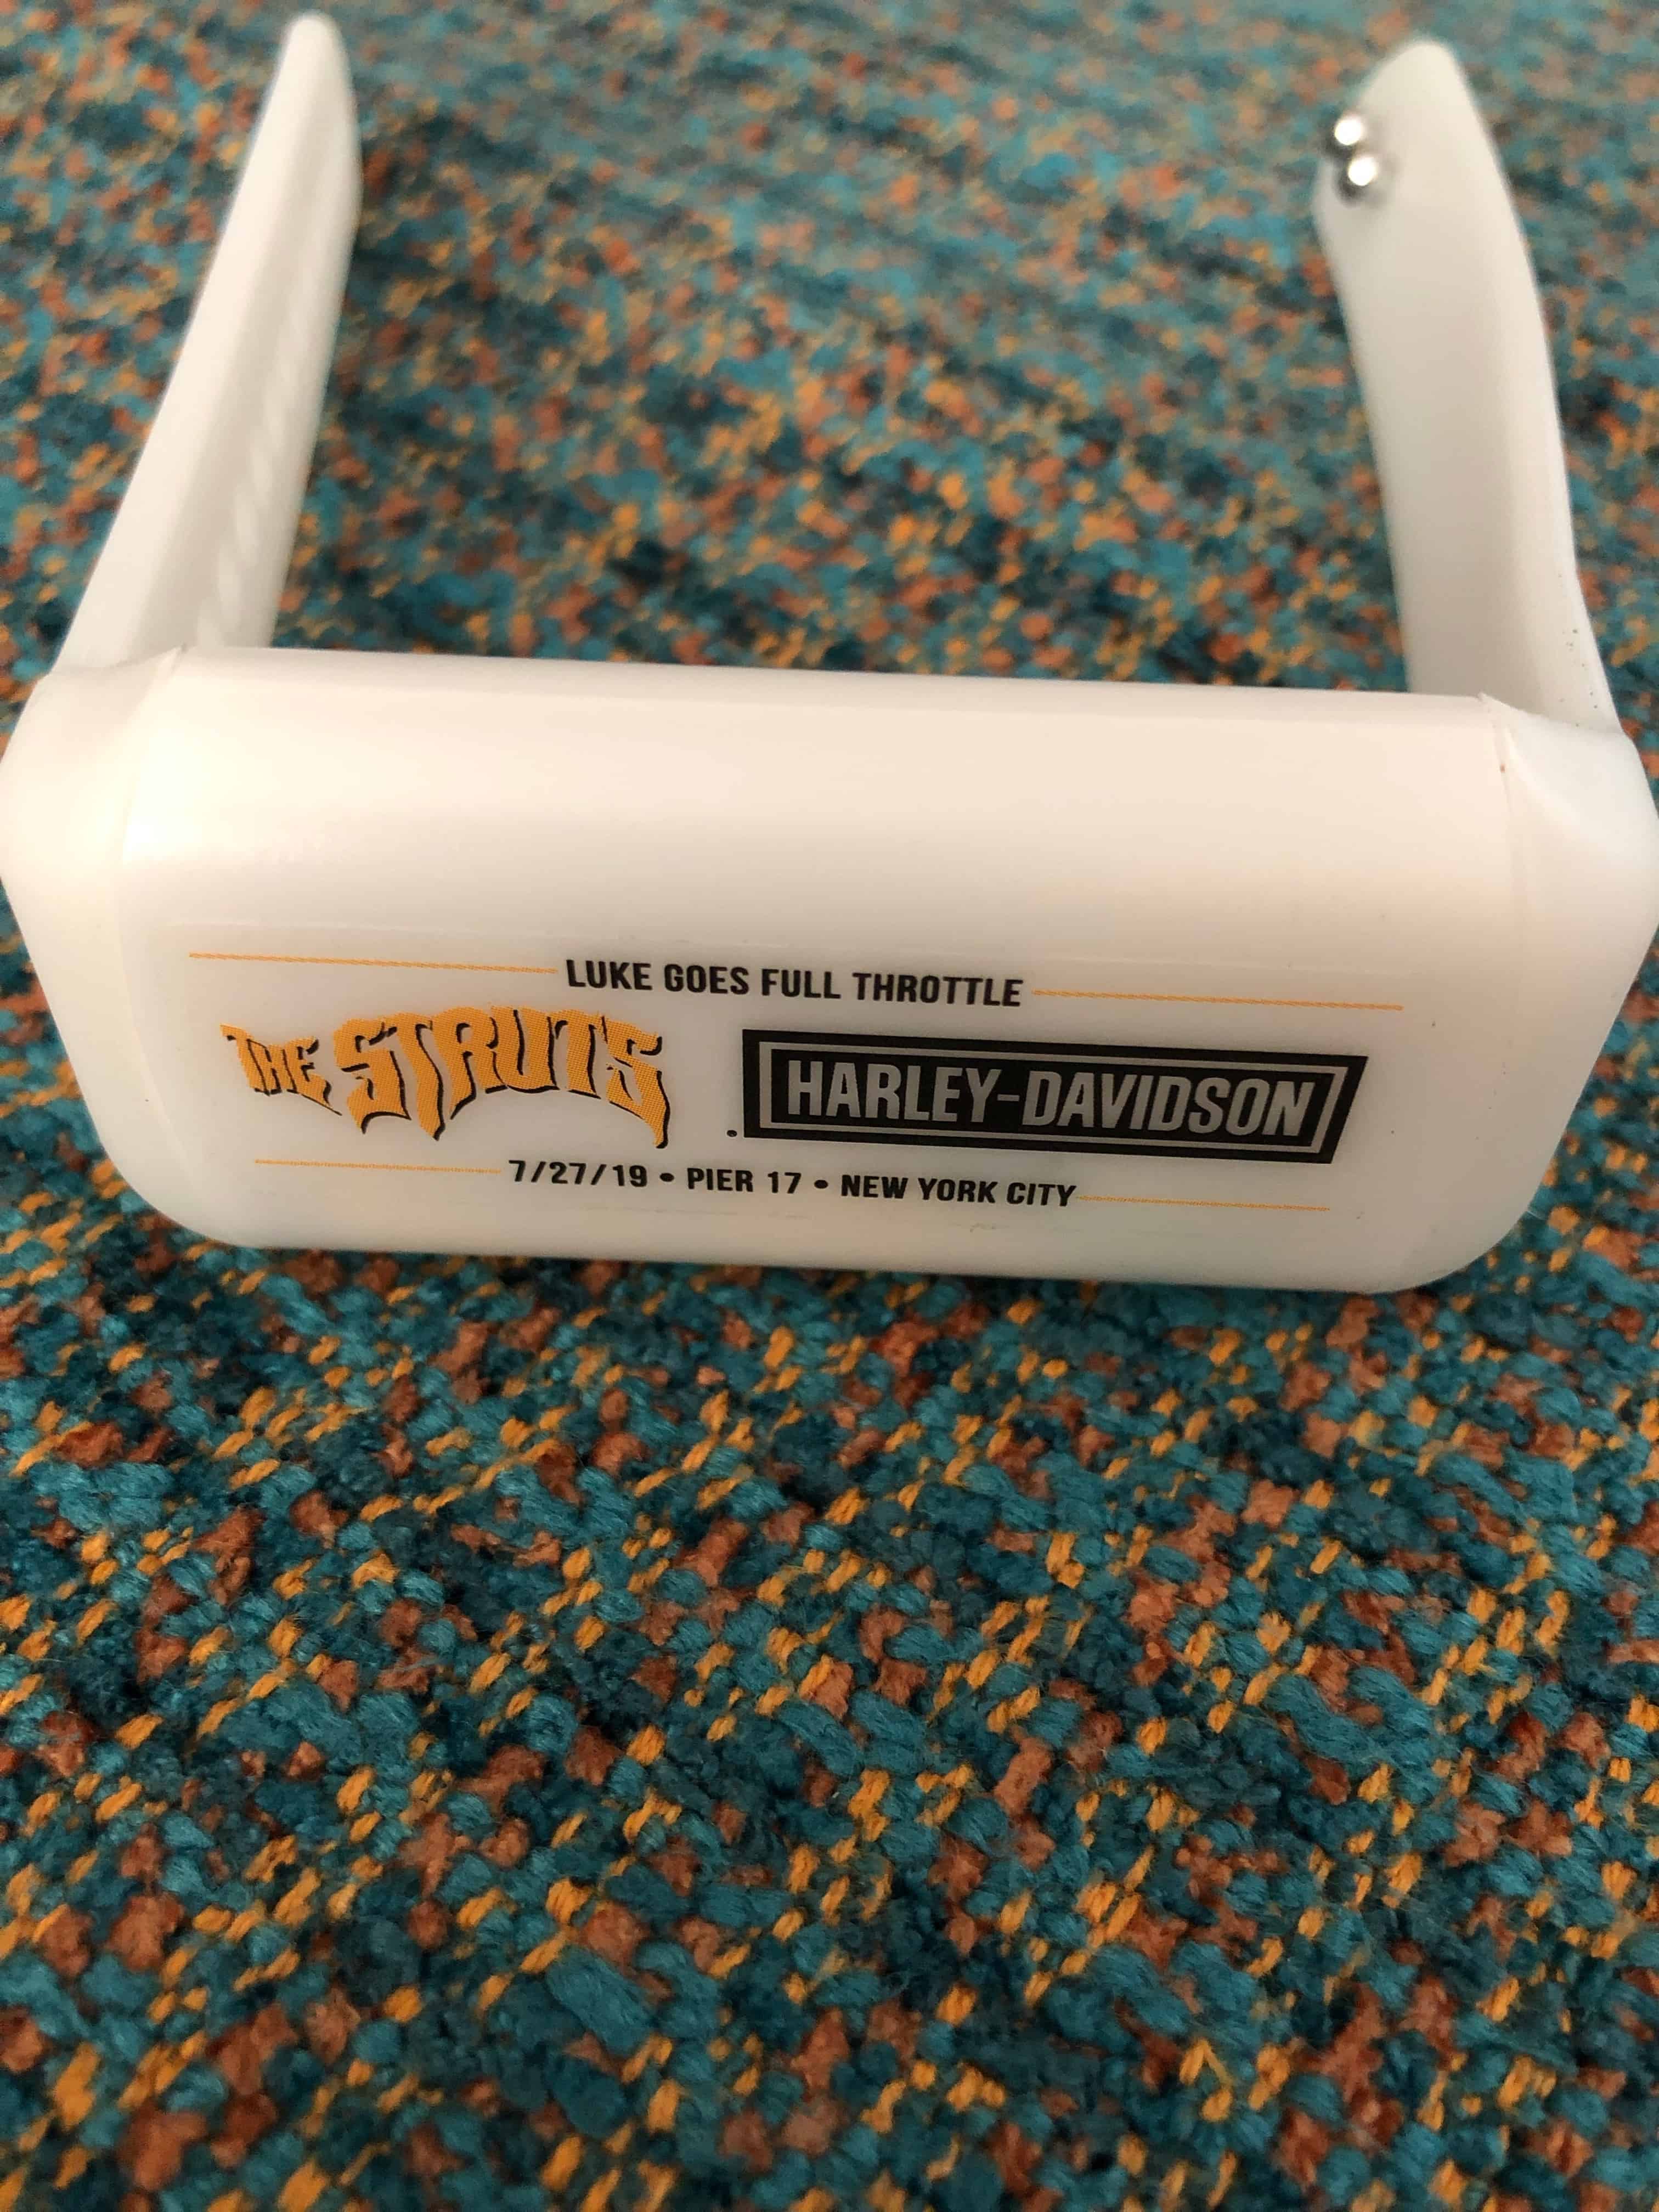 LUKE GOES FULL THROTTLE
THE STRUTS HARLEY-DAVIDSON
7/27/19 • PIER 17 • NEW YORK CITY